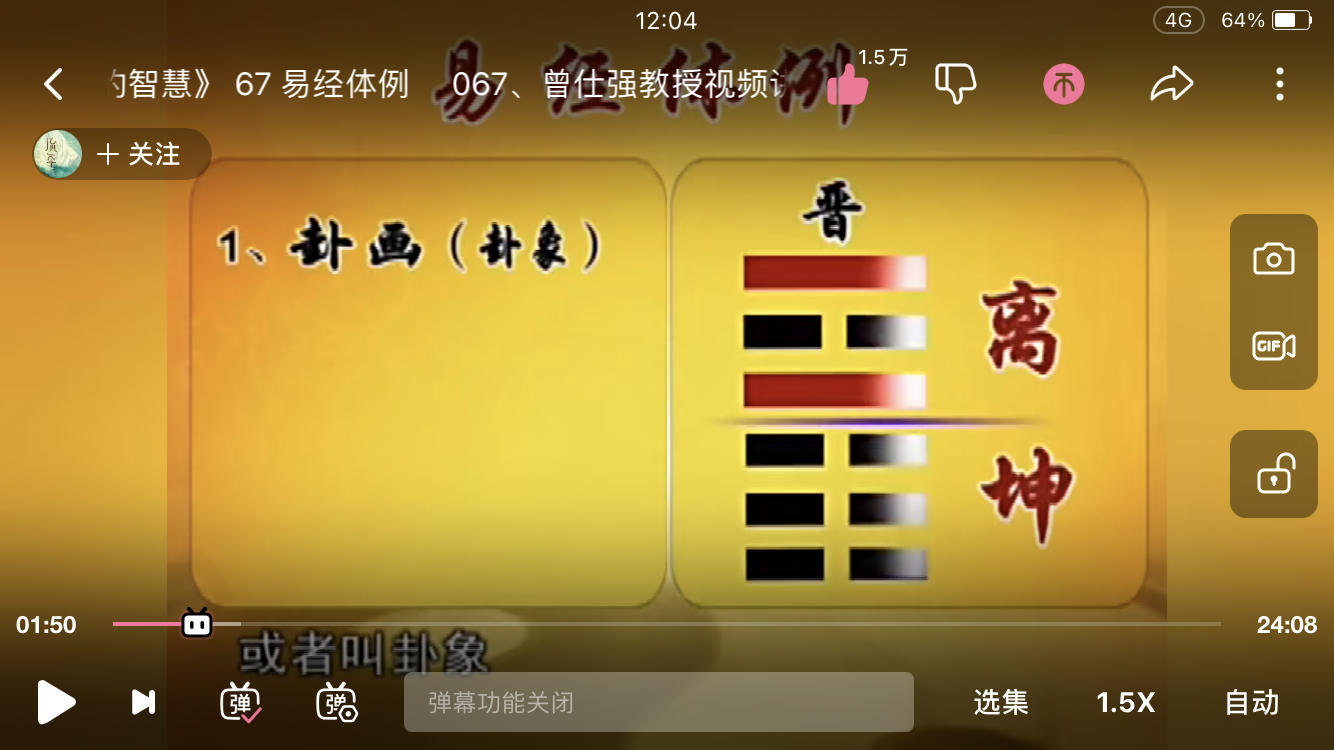 12:04
4G 64%
易经体例
的智慧》 67 易经体例 067、曾仕强教授视频讲
1.5万
关注
1、卦画（卦象）
晋
离
GIF
坤
01:50
24:08
或者叫卦象
弹 弹 弹幕功能关闭 选集 1.5X 自动